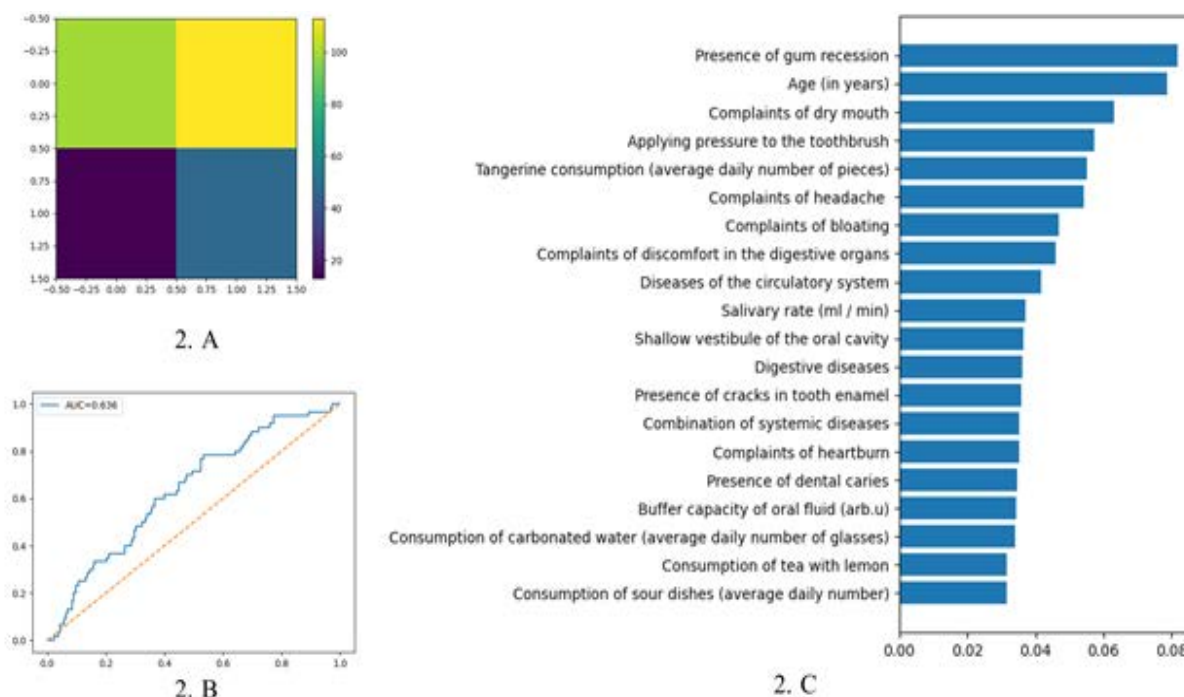 −0.50
−0.25
0.00
0.25
0.50
0.75
1.00
1.25
1.50
−0.50 −0.25 0.00 0.25 0.50 0.75 1.00 1.25 1.50
100
80
60
40
20
2. A
AUC=0.636
1.0
0.8
0.6
0.4
0.2
0.0
0.0 0.2 0.4 0.6 0.8 1.0
2. B
Presence of gum recession
Age (in years)
Complaints of dry mouth
Applying pressure to the toothbrush
Tangerine consumption (average daily number of pieces)
Complaints of headache
Complaints of bloating
Complaints of discomfort in the digestive organs
Diseases of the circulatory system
Salivary rate (ml / min)
Shallow vestibule of the oral cavity
Digestive diseases
Presence of cracks in tooth enamel
Combination of systemic diseases
Complaints of heartburn
Presence of dental caries
Buffer capacity of oral fluid (arb.u)
Consumption of carbonated water (average daily number of glasses)
Consumption of tea with lemon
Consumption of sour dishes (average daily number)
0.00 0.02 0.04 0.06 0.08
2. C